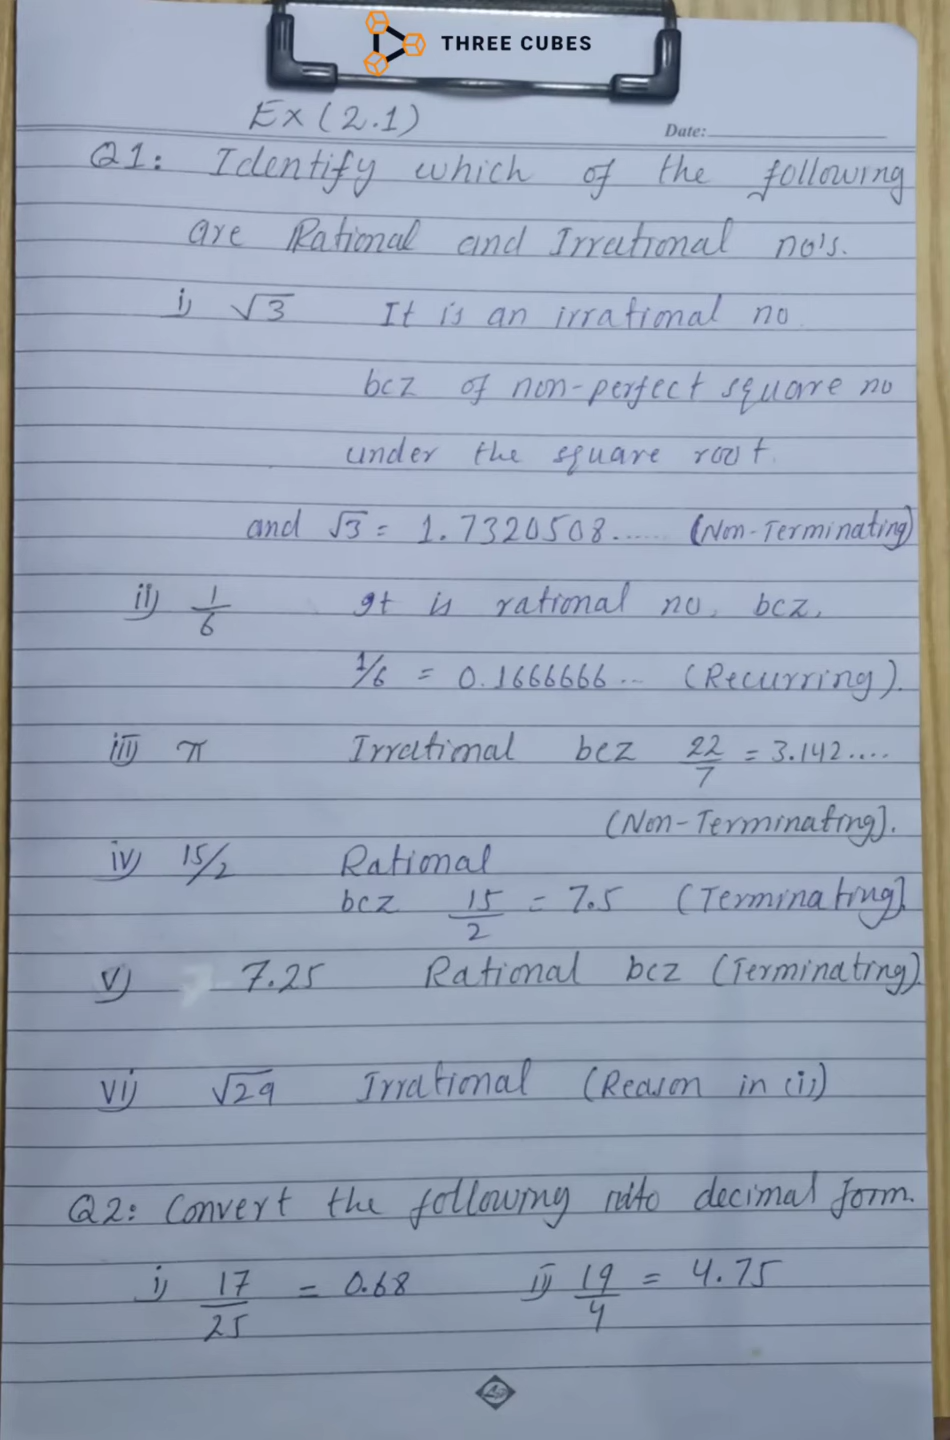 THREE CUBES
Ex (2.1)
Date:
Q1: Identify which of the following
are Rational and Irrational no's.
i) √3 It is an irrational no
bcz of non-perfect square no
under the square root.
and √3 = 1.7320508...... (Non-Terminating)
ii) 1/6 It is rational no. bcz.
1/6 = 0.1666666... (Recurring).
iii) π Irrational bcz 22/7 = 3.142....
(Non-Terminating).
iv) 15/2 Rational
bcz 15/2 = 7.5 (Terminating).
v) 7.25 Rational bcz (Terminating).
vi) √29 Irrational (Reason in (i))
Q2: Convert the following into decimal form.
i) 17/25 = 0.68 ii) 19/4 = 4.75